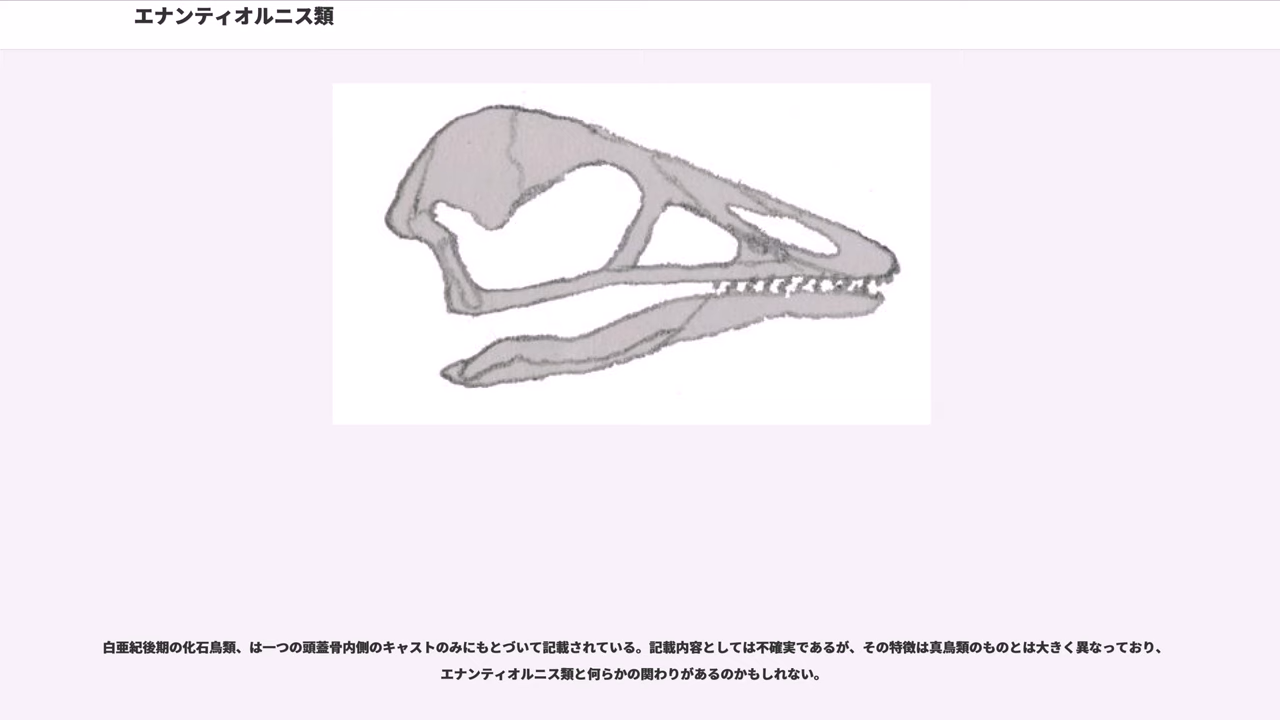 エナンティオルニス類
白亜紀後期の化石鳥類、は一つの頭蓋骨内側のキャストのみにもとづいて記載されている。記載内容としては不確実であるが、その特徴は真鳥類のものとは大きく異なっており、
エナンティオルニス類と何らかの関わりがあるのかもしれない。